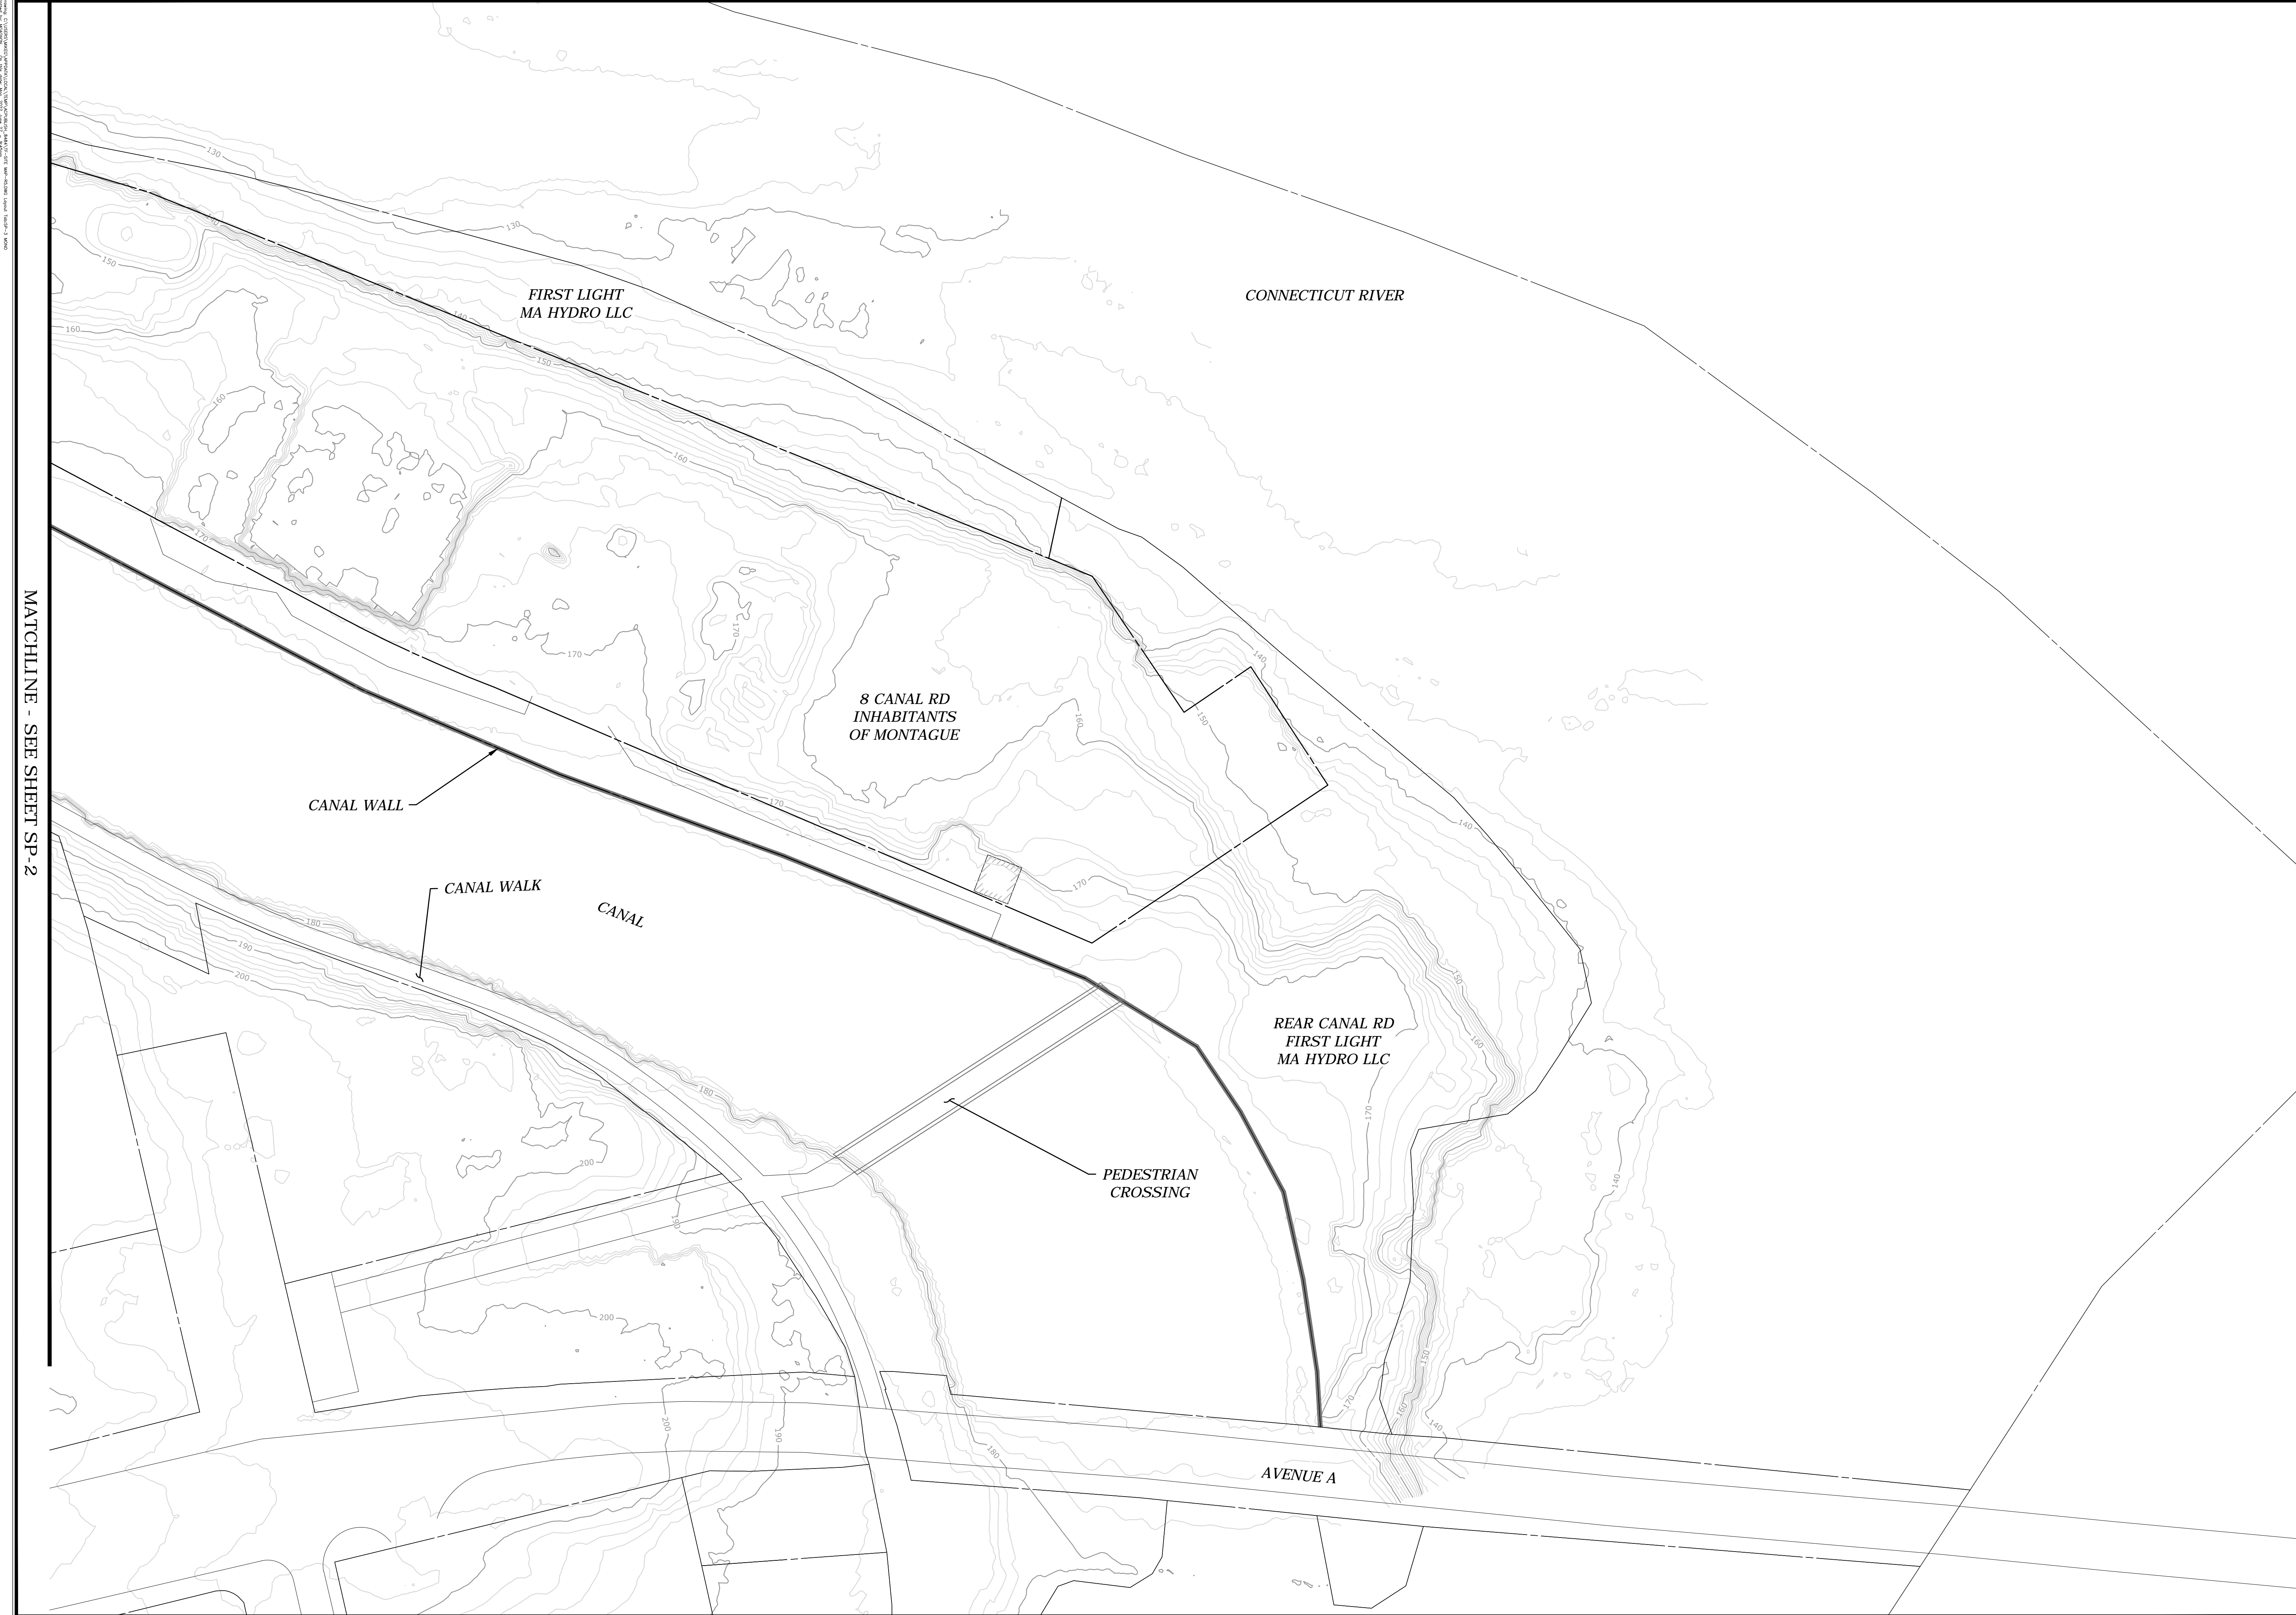 130
130
150
FIRST LIGHT
MA HYDRO LLC
CONNECTICUT RIVER
140
160
150
160
160
170
170
170
140
8 CANAL RD
INHABITANTS
OF MONTAGUE
160
150
170
CANAL WALL
140
MATCHLINE - SEE SHEET SP-2
170
CANAL WALK
CANAL
180
190
200
150
REAR CANAL RD
FIRST LIGHT
MA HYDRO LLC
160
180
170
200
PEDESTRIAN
CROSSING
140
190
200
150
170
160
200
190
140
180
AVENUE A